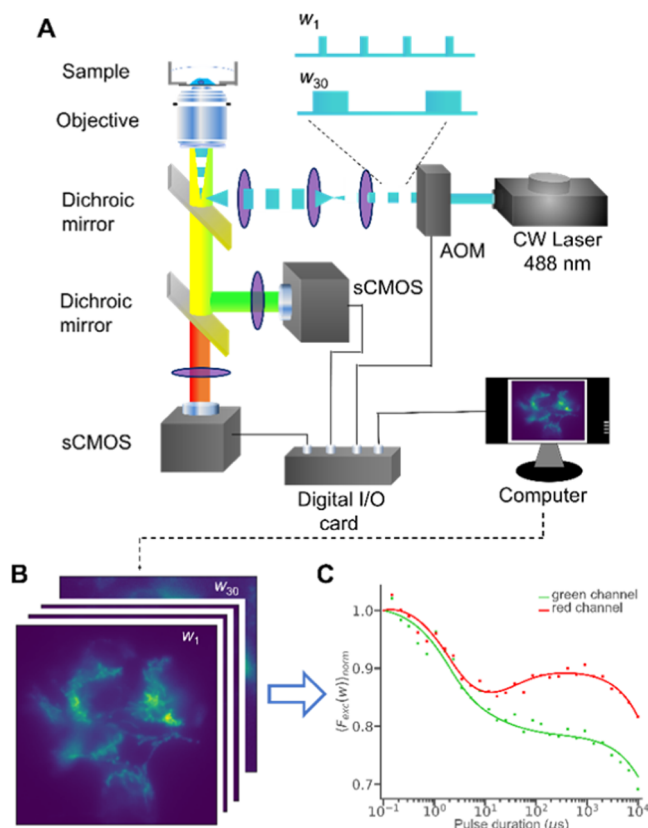 A
w1
w30
Sample
Objective
Dichroic
mirror
AOM
CW Laser
488 nm
sCMOS
Dichroic
mirror
sCMOS
Digital I/O
card
Computer
B
w30
w1
C
green channel
red channel
⟨Fexc(w)⟩norm
1.0
0.9
0.8
0.7
10⁻¹ 10⁰ 10¹ 10² 10³ 10⁴
Pulse duration (μs)